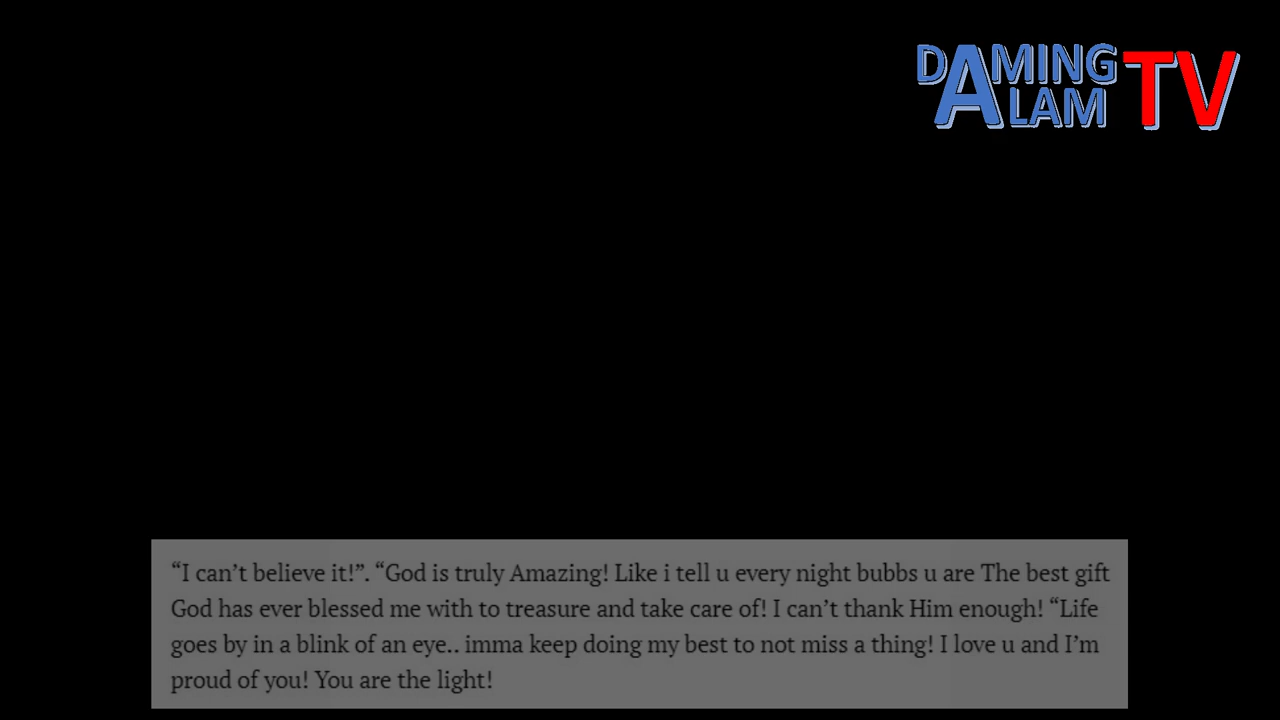 DAMING ALAM TV
“I can’t believe it!”. “God is truly Amazing! Like i tell u every night bubbs u are The best gift
God has ever blessed me with to treasure and take care of! I can’t thank Him enough! “Life
goes by in a blink of an eye.. imma keep doing my best to not miss a thing! I love u and I’m
proud of you! You are the light!